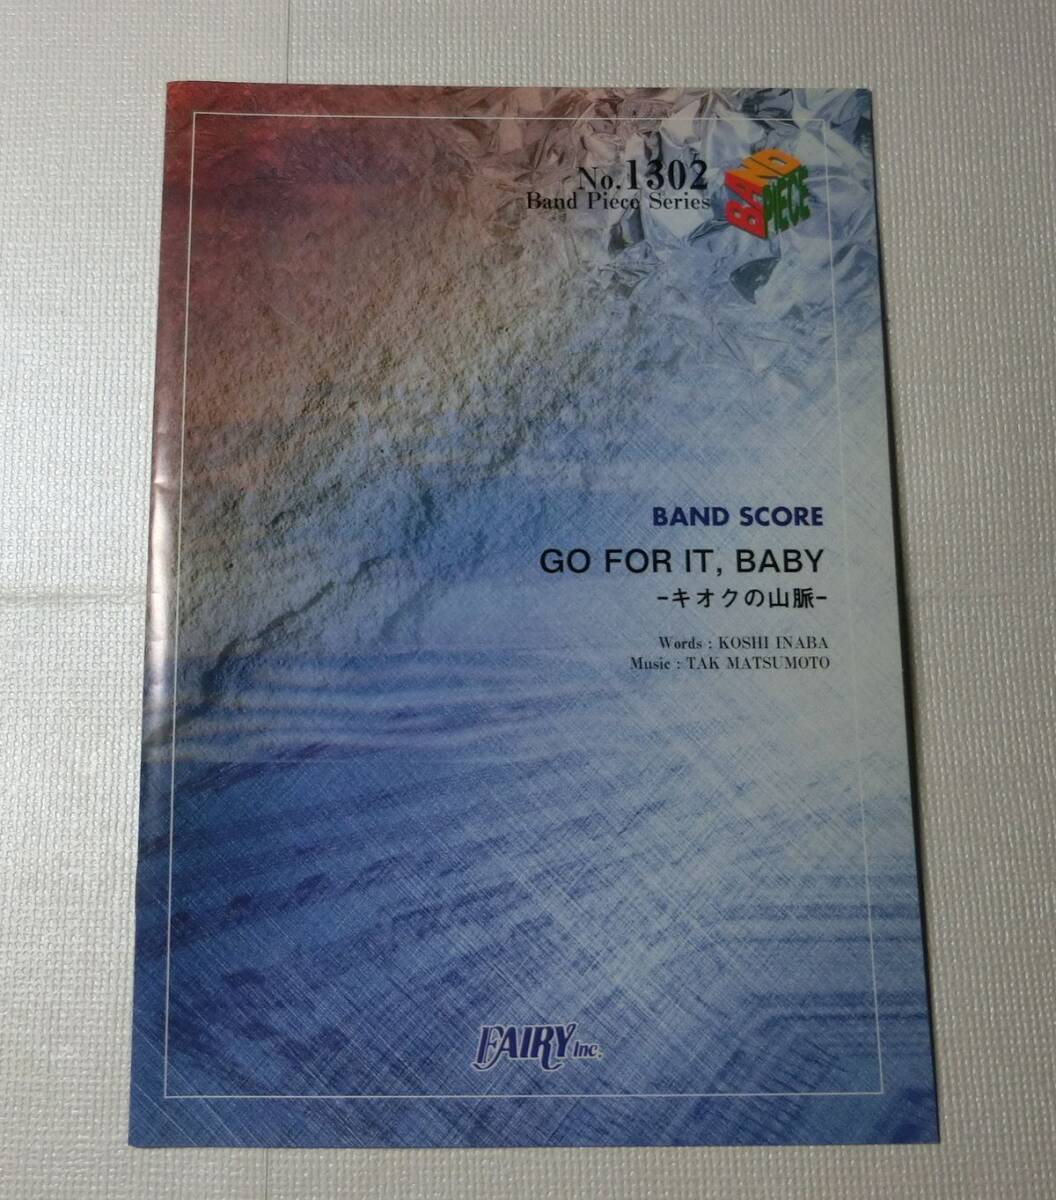 No.1302
Band Piece Series
BAND PIECE
BAND SCORE
GO FOR IT, BABY
-キオクの山脈-
Words : KOSHI INABA
Music : TAK MATSUMOTO
FAIRY Inc.